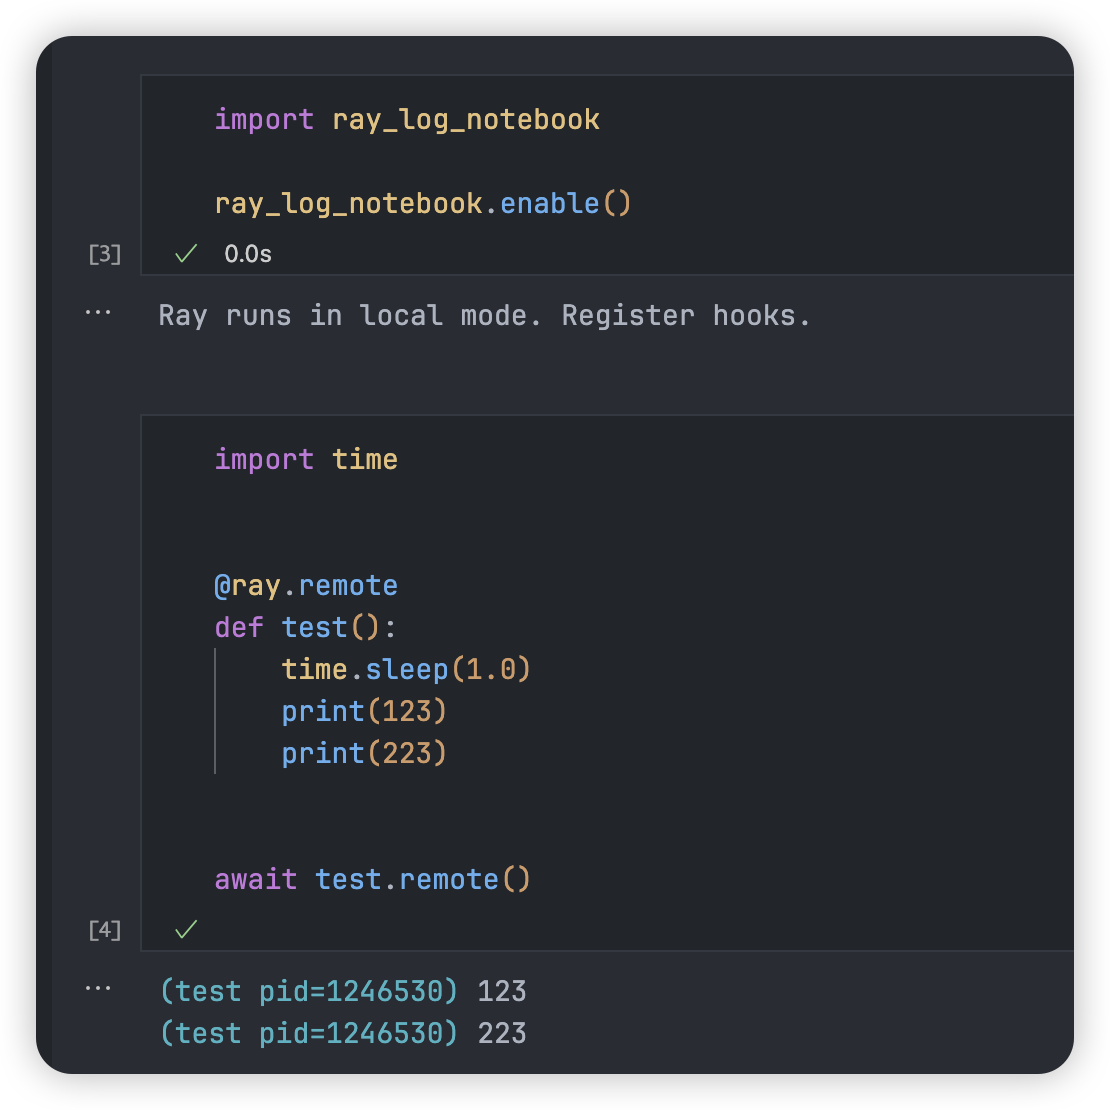 import ray_log_notebook
ray_log_notebook.enable()
[3] 0.0s
... Ray runs in local mode. Register hooks.
import time
@ray.remote
def test():
    time.sleep(1.0)
    print(123)
    print(223)
await test.remote()
[4]
... (test pid=1246530) 123
(test pid=1246530) 223